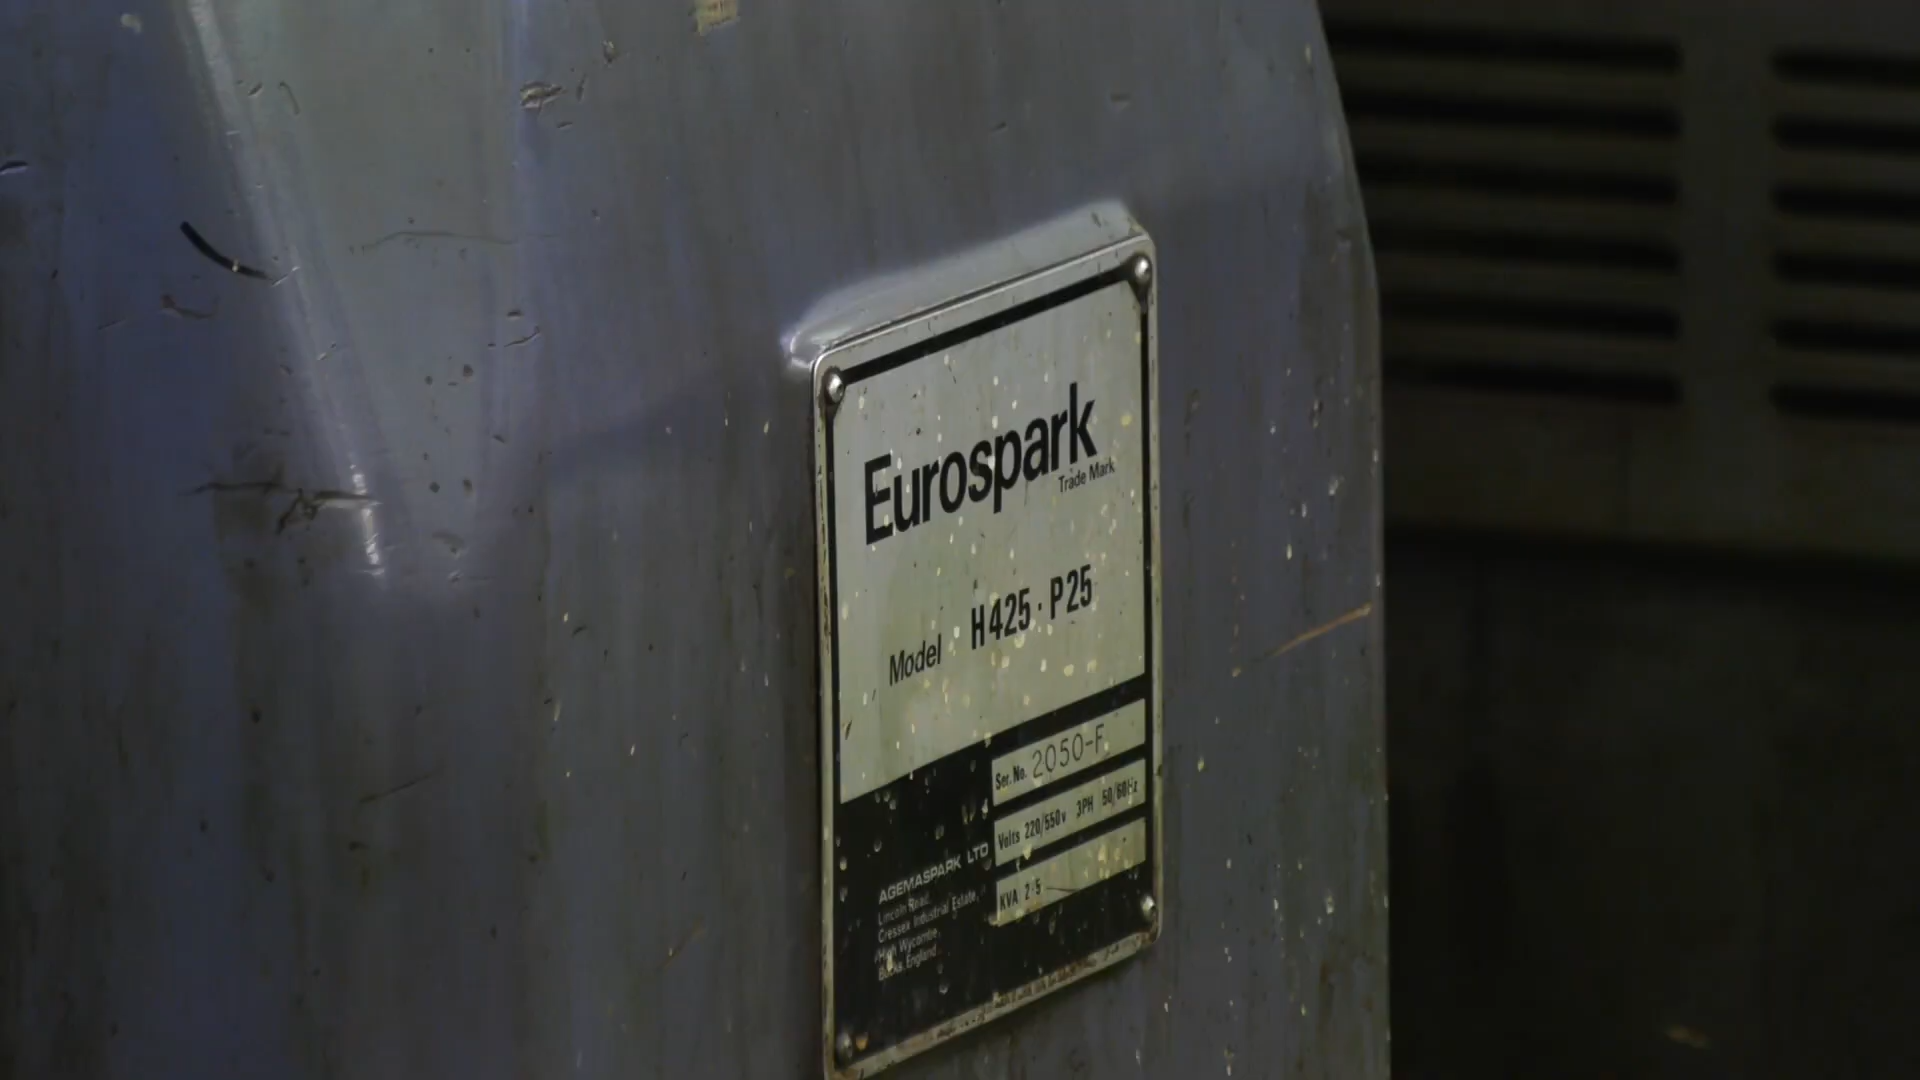 Eurospark
Trade Mark
Model H425·P25
Ser. No. 2050-F
Volts 220/550v 3PH 50/60Hz
KVA 2·5
AGEMASPARK LTD
Lincoln Road,
Cressex Industrial Estate,
High Wycombe,
Bucks. England.